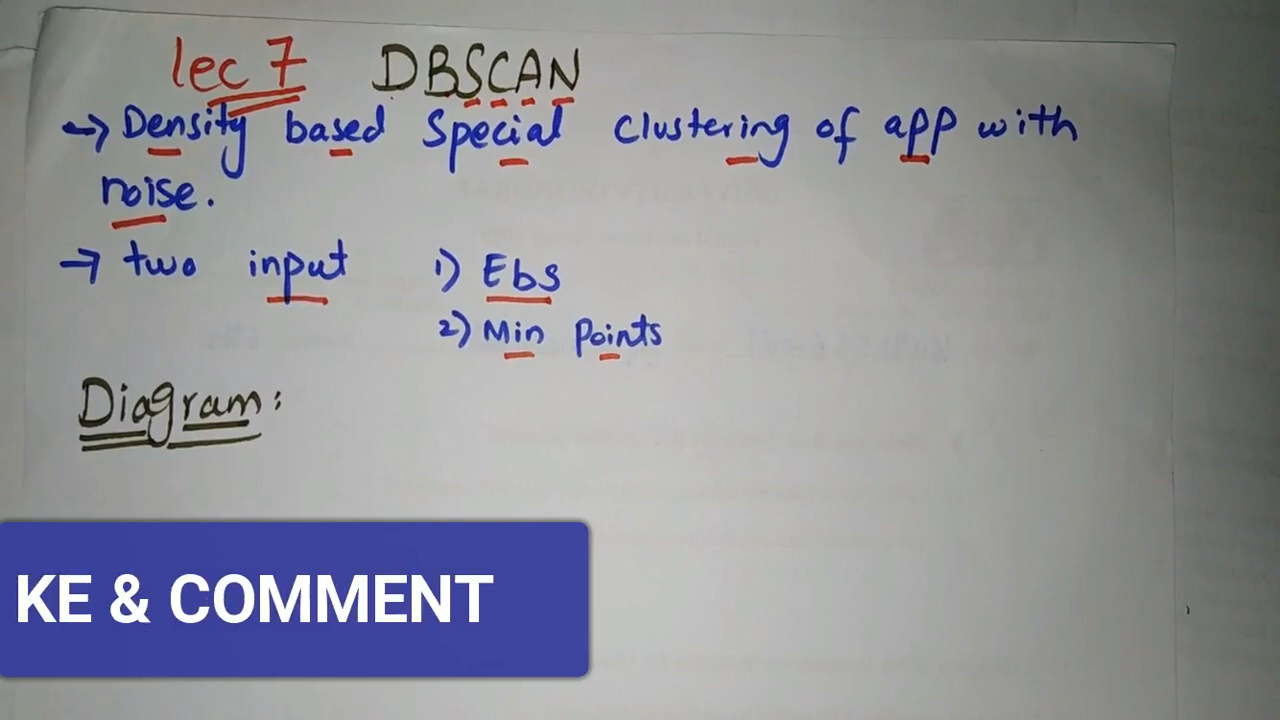 lec 7 DBSCAN
→ Density based Special clustering of app with
noise.
→ two input 1) Ebs
2) Min Points
Diagram:
KE & COMMENT